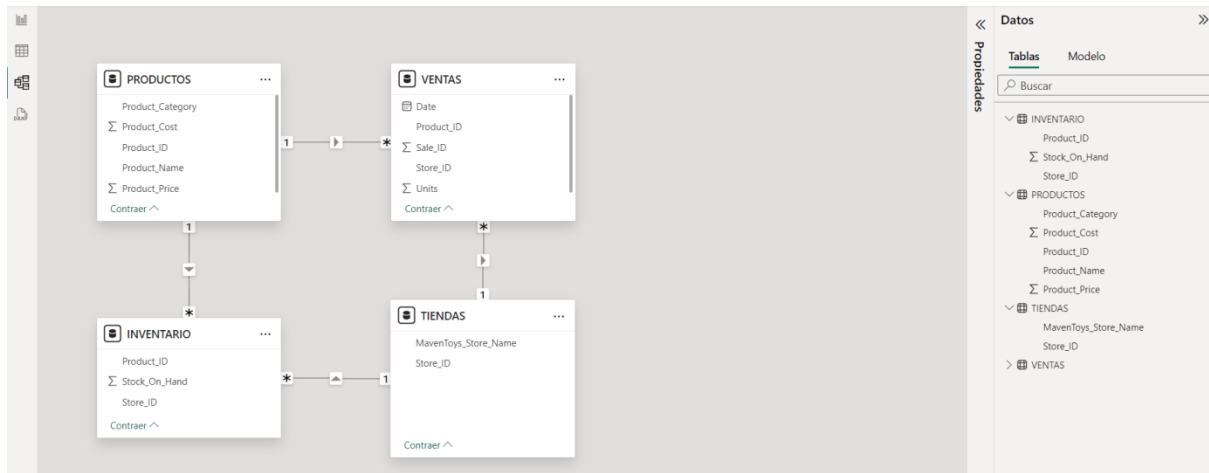 PRODUCTOS
Product_Category
Σ Product_Cost
Product_ID
Product_Name
Σ Product_Price
Contraer
1
*
VENTAS
Date
Product_ID
Σ Sale_ID
Store_ID
Σ Units
Contraer
1
*
*
1
INVENTARIO
Product_ID
Σ Stock_On_Hand
Store_ID
Contraer
*
1
TIENDAS
MavenToys_Store_Name
Store_ID
Contraer
Propiedades
Datos
Tablas
Modelo
Buscar
INVENTARIO
Product_ID
Σ Stock_On_Hand
Store_ID
PRODUCTOS
Product_Category
Σ Product_Cost
Product_ID
Product_Name
Σ Product_Price
TIENDAS
MavenToys_Store_Name
Store_ID
VENTAS